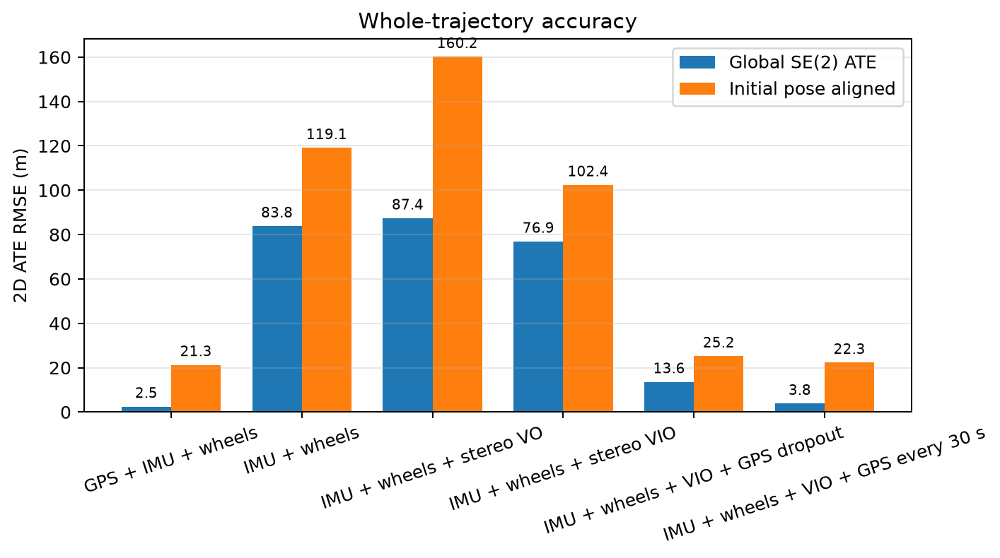 Whole-trajectory accuracy
2D ATE RMSE (m)
160
140
120
100
80
60
40
20
0
Global SE(2) ATE
Initial pose aligned
2.5
21.3
83.8
119.1
87.4
160.2
76.9
102.4
13.6
25.2
3.8
22.3
GPS + IMU + wheels
IMU + wheels
IMU + wheels + stereo VO
IMU + wheels + stereo VIO
IMU + wheels + VIO + GPS dropout
IMU + wheels + VIO + GPS every 30 s